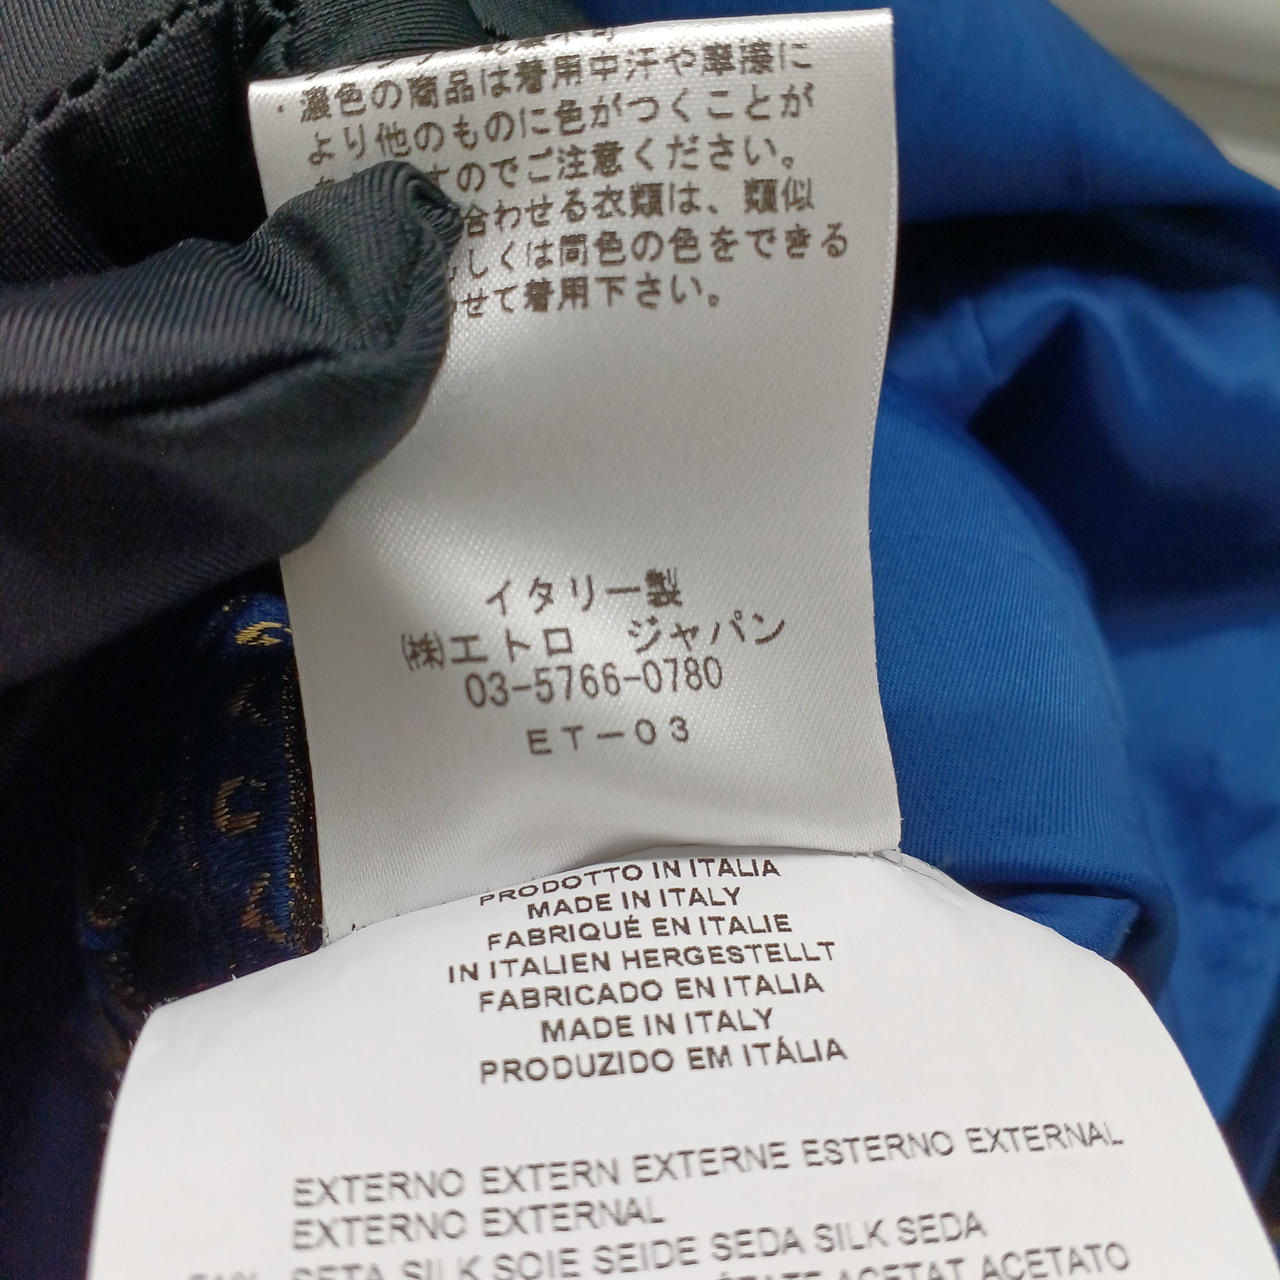 ・濃色の商品は着用中汗や摩擦に
より他のものに色がつくことが
すのでご注意ください。
合わせる衣類は、類似
しくは同色の色をできる
せて着用下さい。
イタリー製
㈱エトロ ジャパン
03-5766-0780
ET-03
PRODOTTO IN ITALIA
MADE IN ITALY
FABRIQUÉ EN ITALIE
IN ITALIEN HERGESTELLT
FABRICADO EN ITALIA
MADE IN ITALY
PRODUZIDO EM ITÁLIA
EXTERNO EXTERN EXTERNE ESTERNO EXTERNAL
EXTERNO EXTERNAL
SETA SILK SOIE SEIDE SEDA SILK SEDA
ACETAT ACETATO